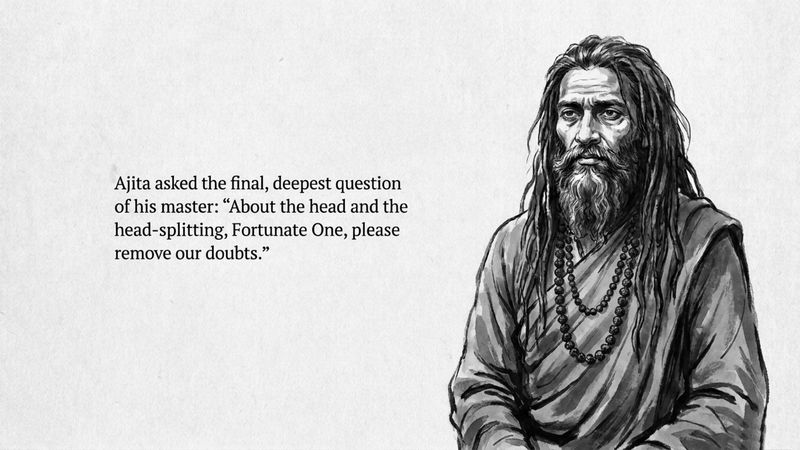 Ajita asked the final, deepest question
of his master: “About the head and the
head-splitting, Fortunate One, please
remove our doubts.”